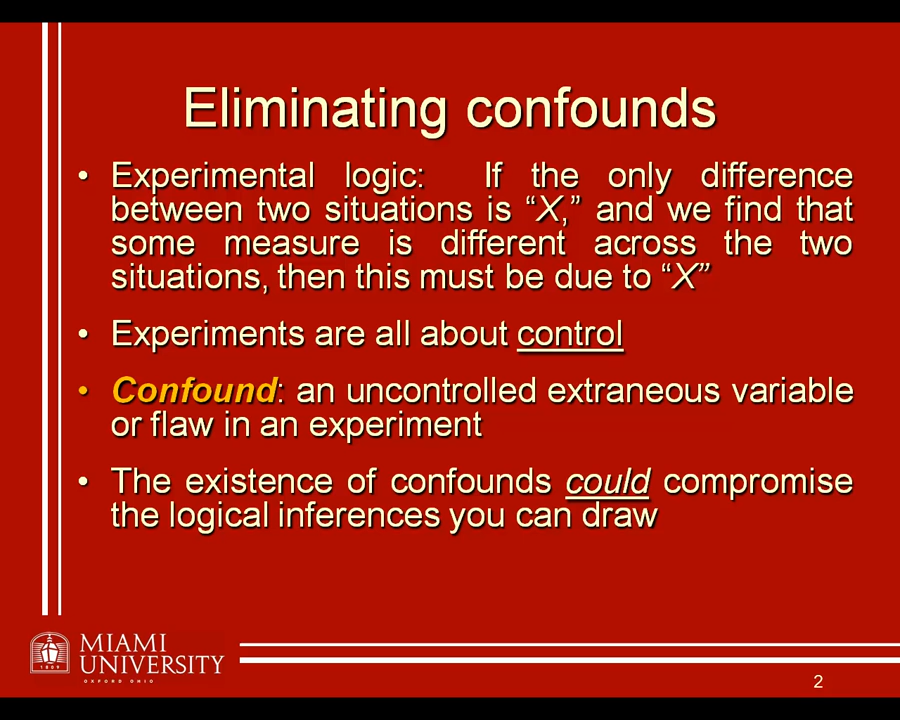 Eliminating confounds
• Experimental logic: If the only difference
between two situations is “X,” and we find that
some measure is different across the two
situations, then this must be due to “X”
• Experiments are all about control
• Confound: an uncontrolled extraneous variable
or flaw in an experiment
• The existence of confounds could compromise
the logical inferences you can draw
1809
MIAMI
UNIVERSITY
OXFORD OHIO
2